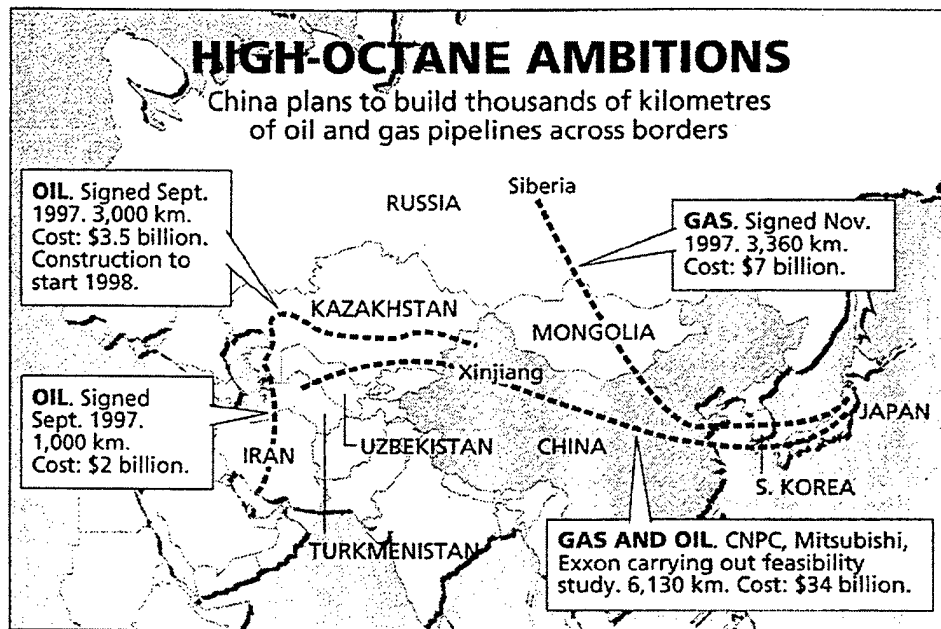 HIGH-OCTANE AMBITIONS
China plans to build thousands of kilometres
of oil and gas pipelines across borders
OIL. Signed Sept.
1997. 3,000 km.
Cost: $3.5 billion.
Construction to
start 1998.
RUSSIA
Siberia
GAS. Signed Nov.
1997. 3,360 km.
Cost: $7 billion.
KAZAKHSTAN
MONGOLIA
Xinjiang
OIL. Signed
Sept. 1997.
1,000 km.
Cost: $2 billion.
IRAN
UZBEKISTAN
CHINA
JAPAN
S. KOREA
TURKMENISTAN
GAS AND OIL. CNPC, Mitsubishi,
Exxon carrying out feasibility
study. 6,130 km. Cost: $34 billion.